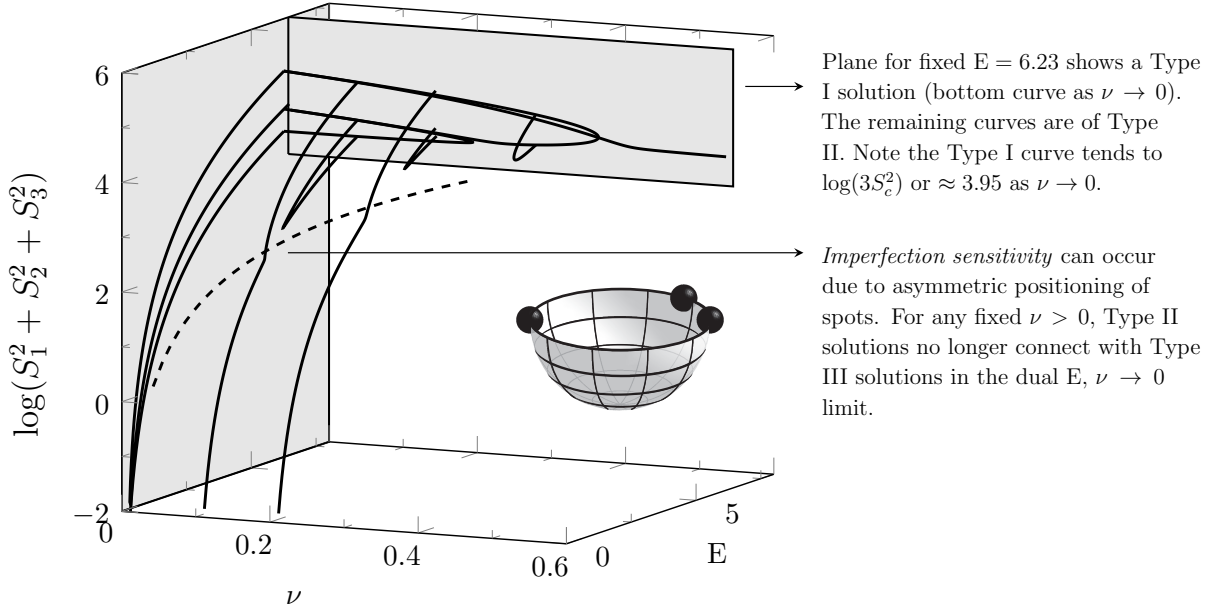 6
4
2
0
−2
log(S₁² + S₂² + S₃²)
0
0.2
0.4
0.6
ν
0
5
E
Plane for fixed E = 6.23 shows a Type
I solution (bottom curve as ν → 0).
The remaining curves are of Type
II. Note the Type I curve tends to
log(3S_c²) or ≈ 3.95 as ν → 0.
Imperfection sensitivity can occur
due to asymmetric positioning of
spots. For any fixed ν > 0, Type II
solutions no longer connect with Type
III solutions in the dual E, ν → 0
limit.